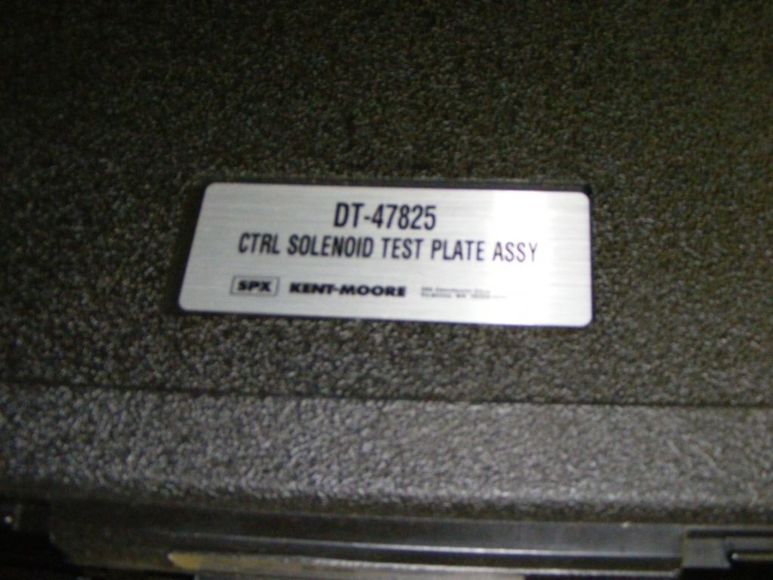 DT-47825
CTRL SOLENOID TEST PLATE ASSY
SPX KENT-MOORE